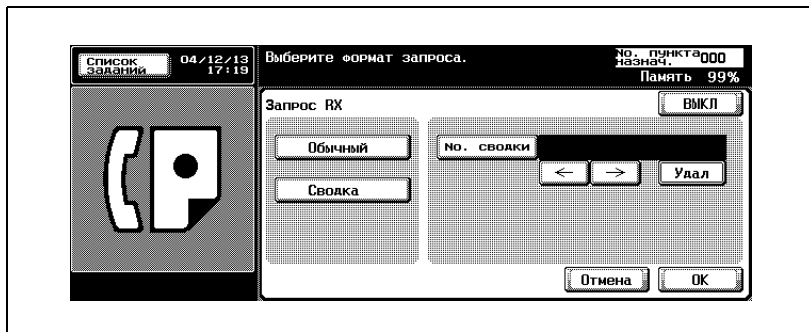 Список заданий
04/12/13 17:19
Выберите формат запроса.
No. пункта назнач. 000
Память 99%
Запрос RX
ВЫКЛ
Обычный
No. сводки
← →
Удал
Сводка
Отмена
OK